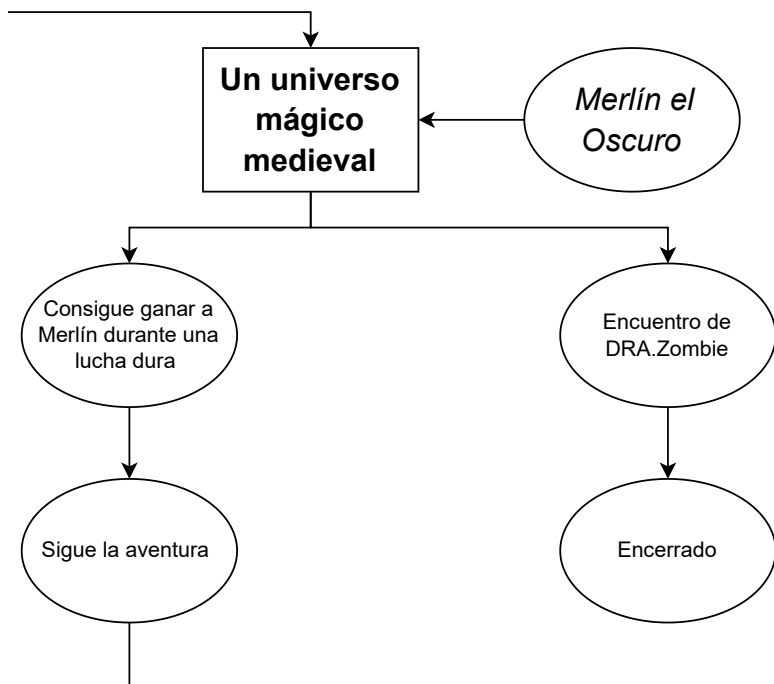 Un universo
mágico
medieval
Merlín el
Oscuro
Consigue ganar a
Merlín durante una
lucha dura
Encuentro de
DRA.Zombie
Sigue la aventura
Encerrado